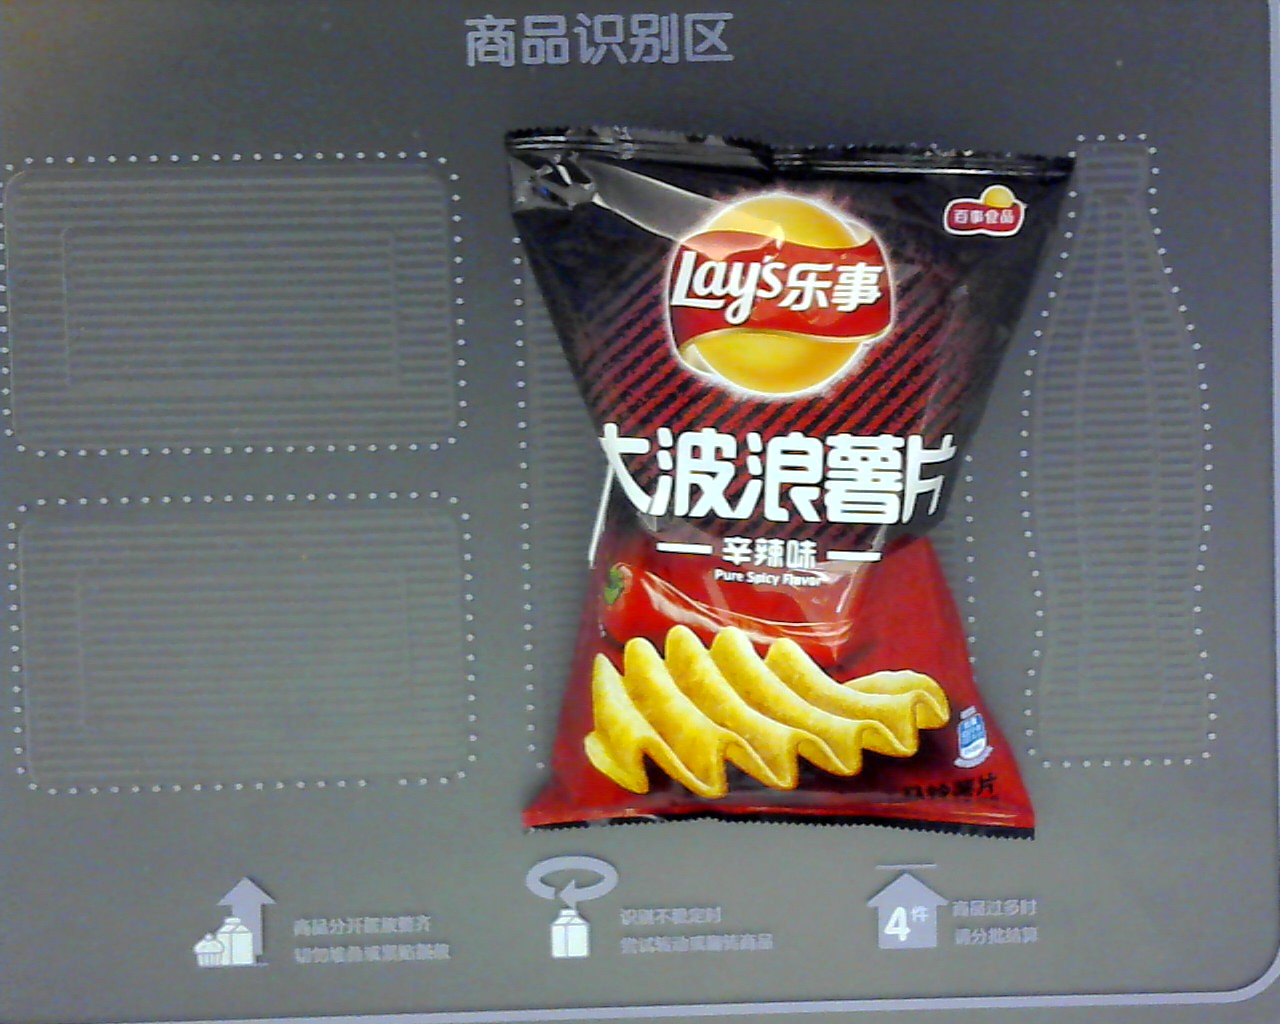 商品识别区
百事食品
Lay's乐事
大波浪薯片
辛辣味
Pure Spicy Flavor
商品分开摆放整齐
识别不稳定时
尝试转动或翻转商品
4件
商品过多时
请分批结算